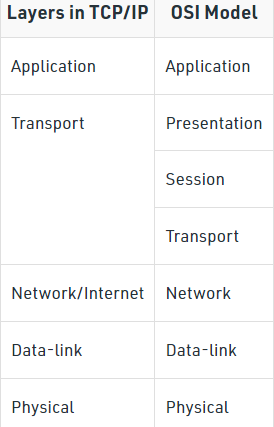 Layers in TCP/IP OSI Model
Application Application
Transport Presentation
Session
Transport
Network/Internet Network
Data-link Data-link
Physical Physical